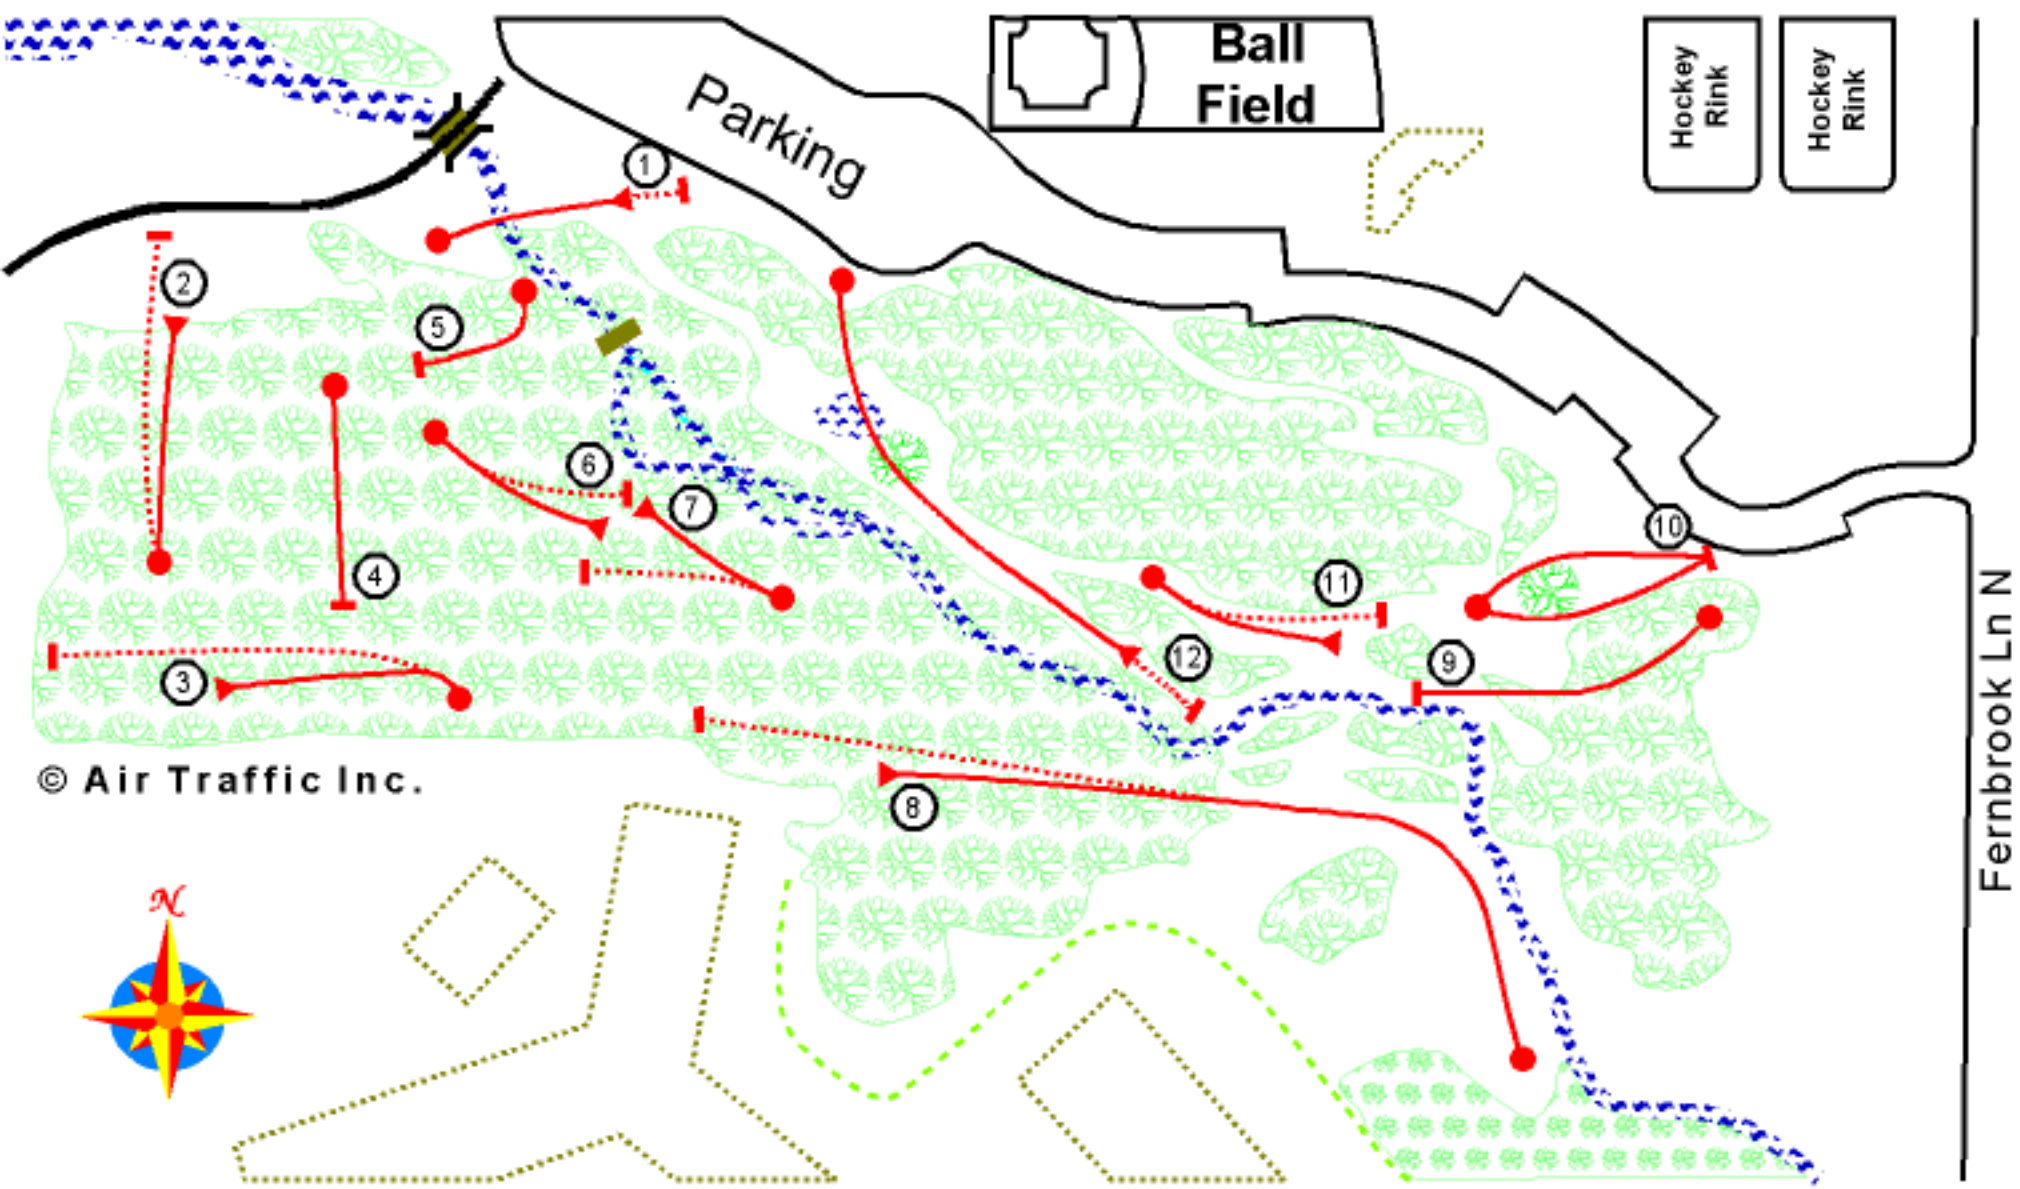 Ball
Field
Hockey
Rink
Hockey
Rink
Parking
1
2
5
6
7
4
3
10
11
12
9
8
© Air Traffic Inc.
N
Fernbrook Ln N